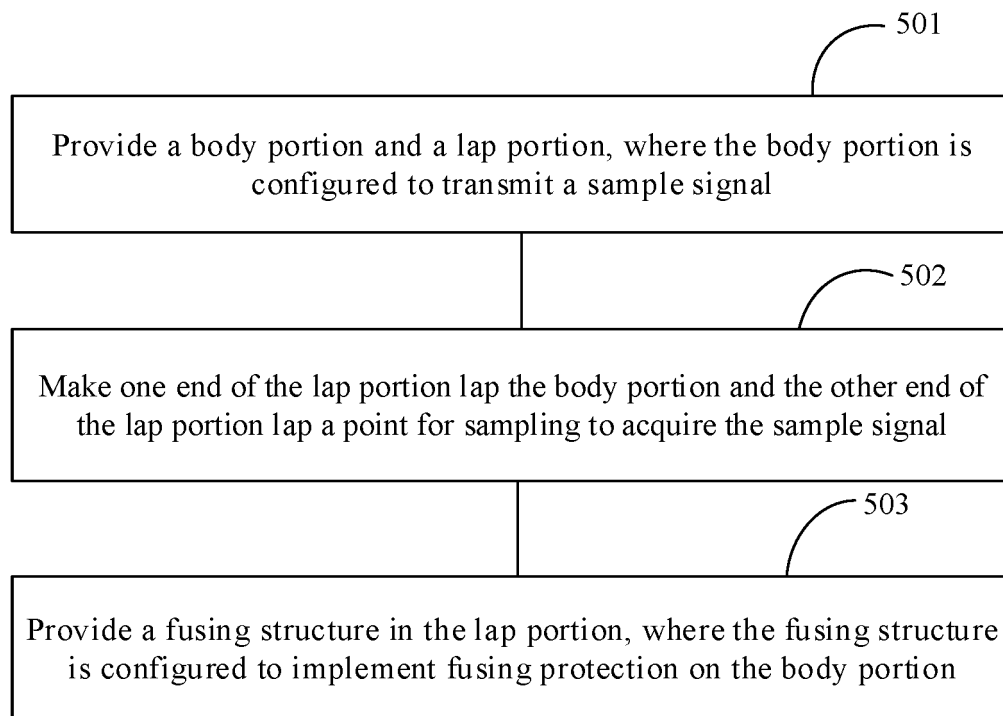 501
Provide a body portion and a lap portion, where the body portion is
configured to transmit a sample signal
502
Make one end of the lap portion lap the body portion and the other end of
the lap portion lap a point for sampling to acquire the sample signal
503
Provide a fusing structure in the lap portion, where the fusing structure
is configured to implement fusing protection on the body portion